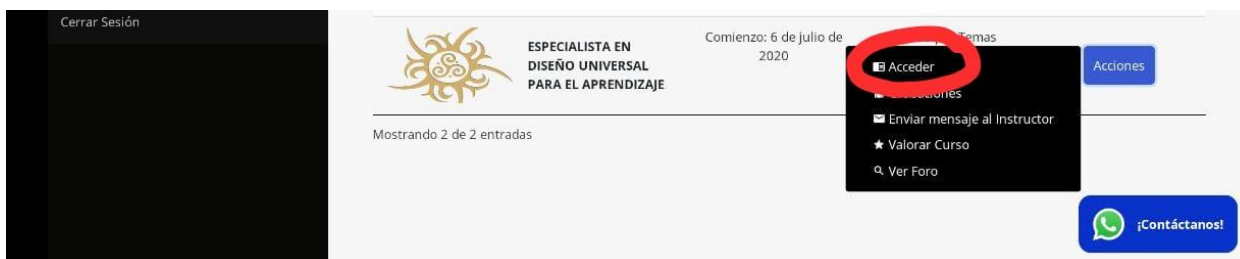 Cerrar Sesión
ESPECIALISTA EN
DISEÑO UNIVERSAL
PARA EL APRENDIZAJE
Comienzo: 6 de julio de
2020
Temas
Acceder
Enviar mensaje al Instructor
Valorar Curso
Ver Foro
Acciones
Mostrando 2 de 2 entradas
¡Contáctanos!